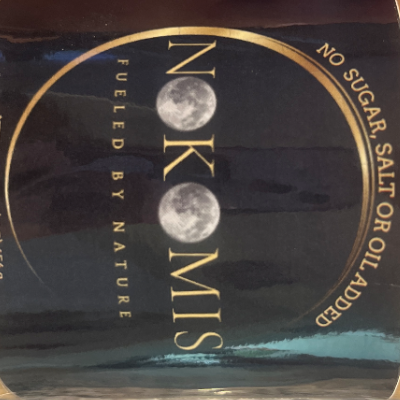 NO SUGAR, SALT OR OIL ADDED
NOKOMIS
FUELED BY NATURE